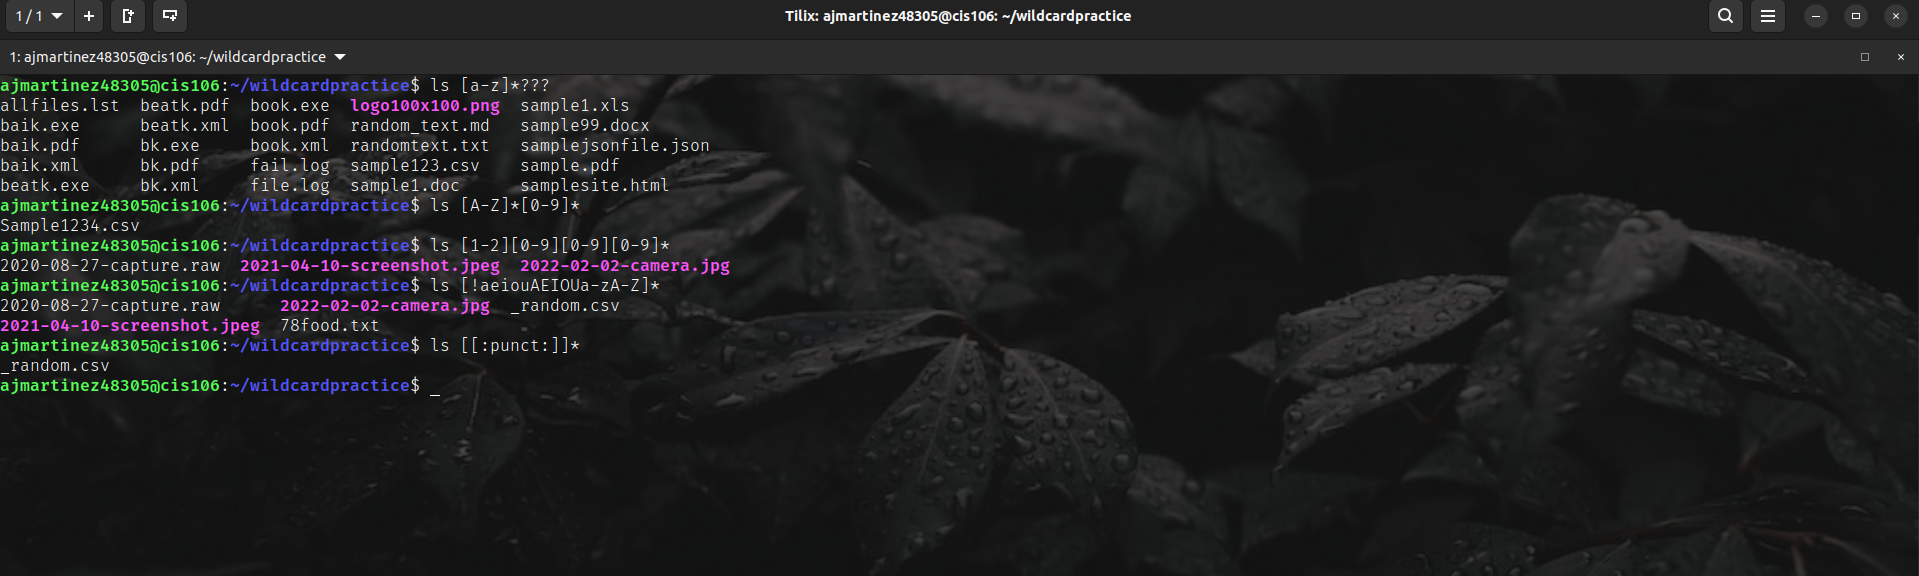 1 / 1
Tilix: ajmartinez48305@cis106: ~/wildcardpractice
1: ajmartinez48305@cis106: ~/wildcardpractice
ajmartinez48305@cis106:~/wildcardpractice$ ls [a-z]*???
allfiles.lst  beatk.pdf  book.exe  logo100x100.png  sample1.xls
baik.exe      beatk.xml  book.pdf  random_text.md   sample99.docx
baik.pdf      bk.exe     book.xml  randomtext.txt   samplejsonfile.json
baik.xml      bk.pdf     fail.log  sample123.csv    sample.pdf
beatk.exe     bk.xml     file.log  sample1.doc      samplesite.html
ajmartinez48305@cis106:~/wildcardpractice$ ls [A-Z]*[0-9]*
Sample1234.csv
ajmartinez48305@cis106:~/wildcardpractice$ ls [1-2][0-9][0-9][0-9]*
2020-08-27-capture.raw  2021-04-10-screenshot.jpeg  2022-02-02-camera.jpg
ajmartinez48305@cis106:~/wildcardpractice$ ls [!aeiouAEIOUa-zA-Z]*
2020-08-27-capture.raw      2022-02-02-camera.jpg  _random.csv
2021-04-10-screenshot.jpeg  78food.txt
ajmartinez48305@cis106:~/wildcardpractice$ ls [[:punct:]]*
_random.csv
ajmartinez48305@cis106:~/wildcardpractice$ _